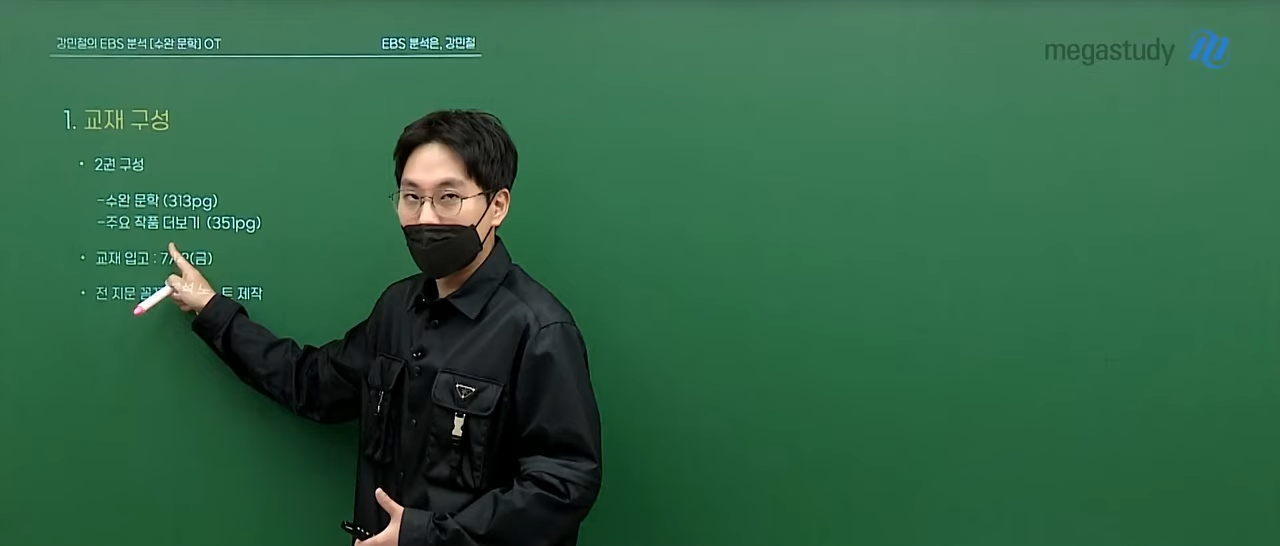 강민철의 EBS 분석 [수완 문학] OT
EBS 분석은, 강민철
megastudy
1. 교재 구성
• 2권 구성
-수완 문학 (313pg)
-주요 작품 더보기 (351pg)
• 교재 입고 : (금)
• 전 지문 제작